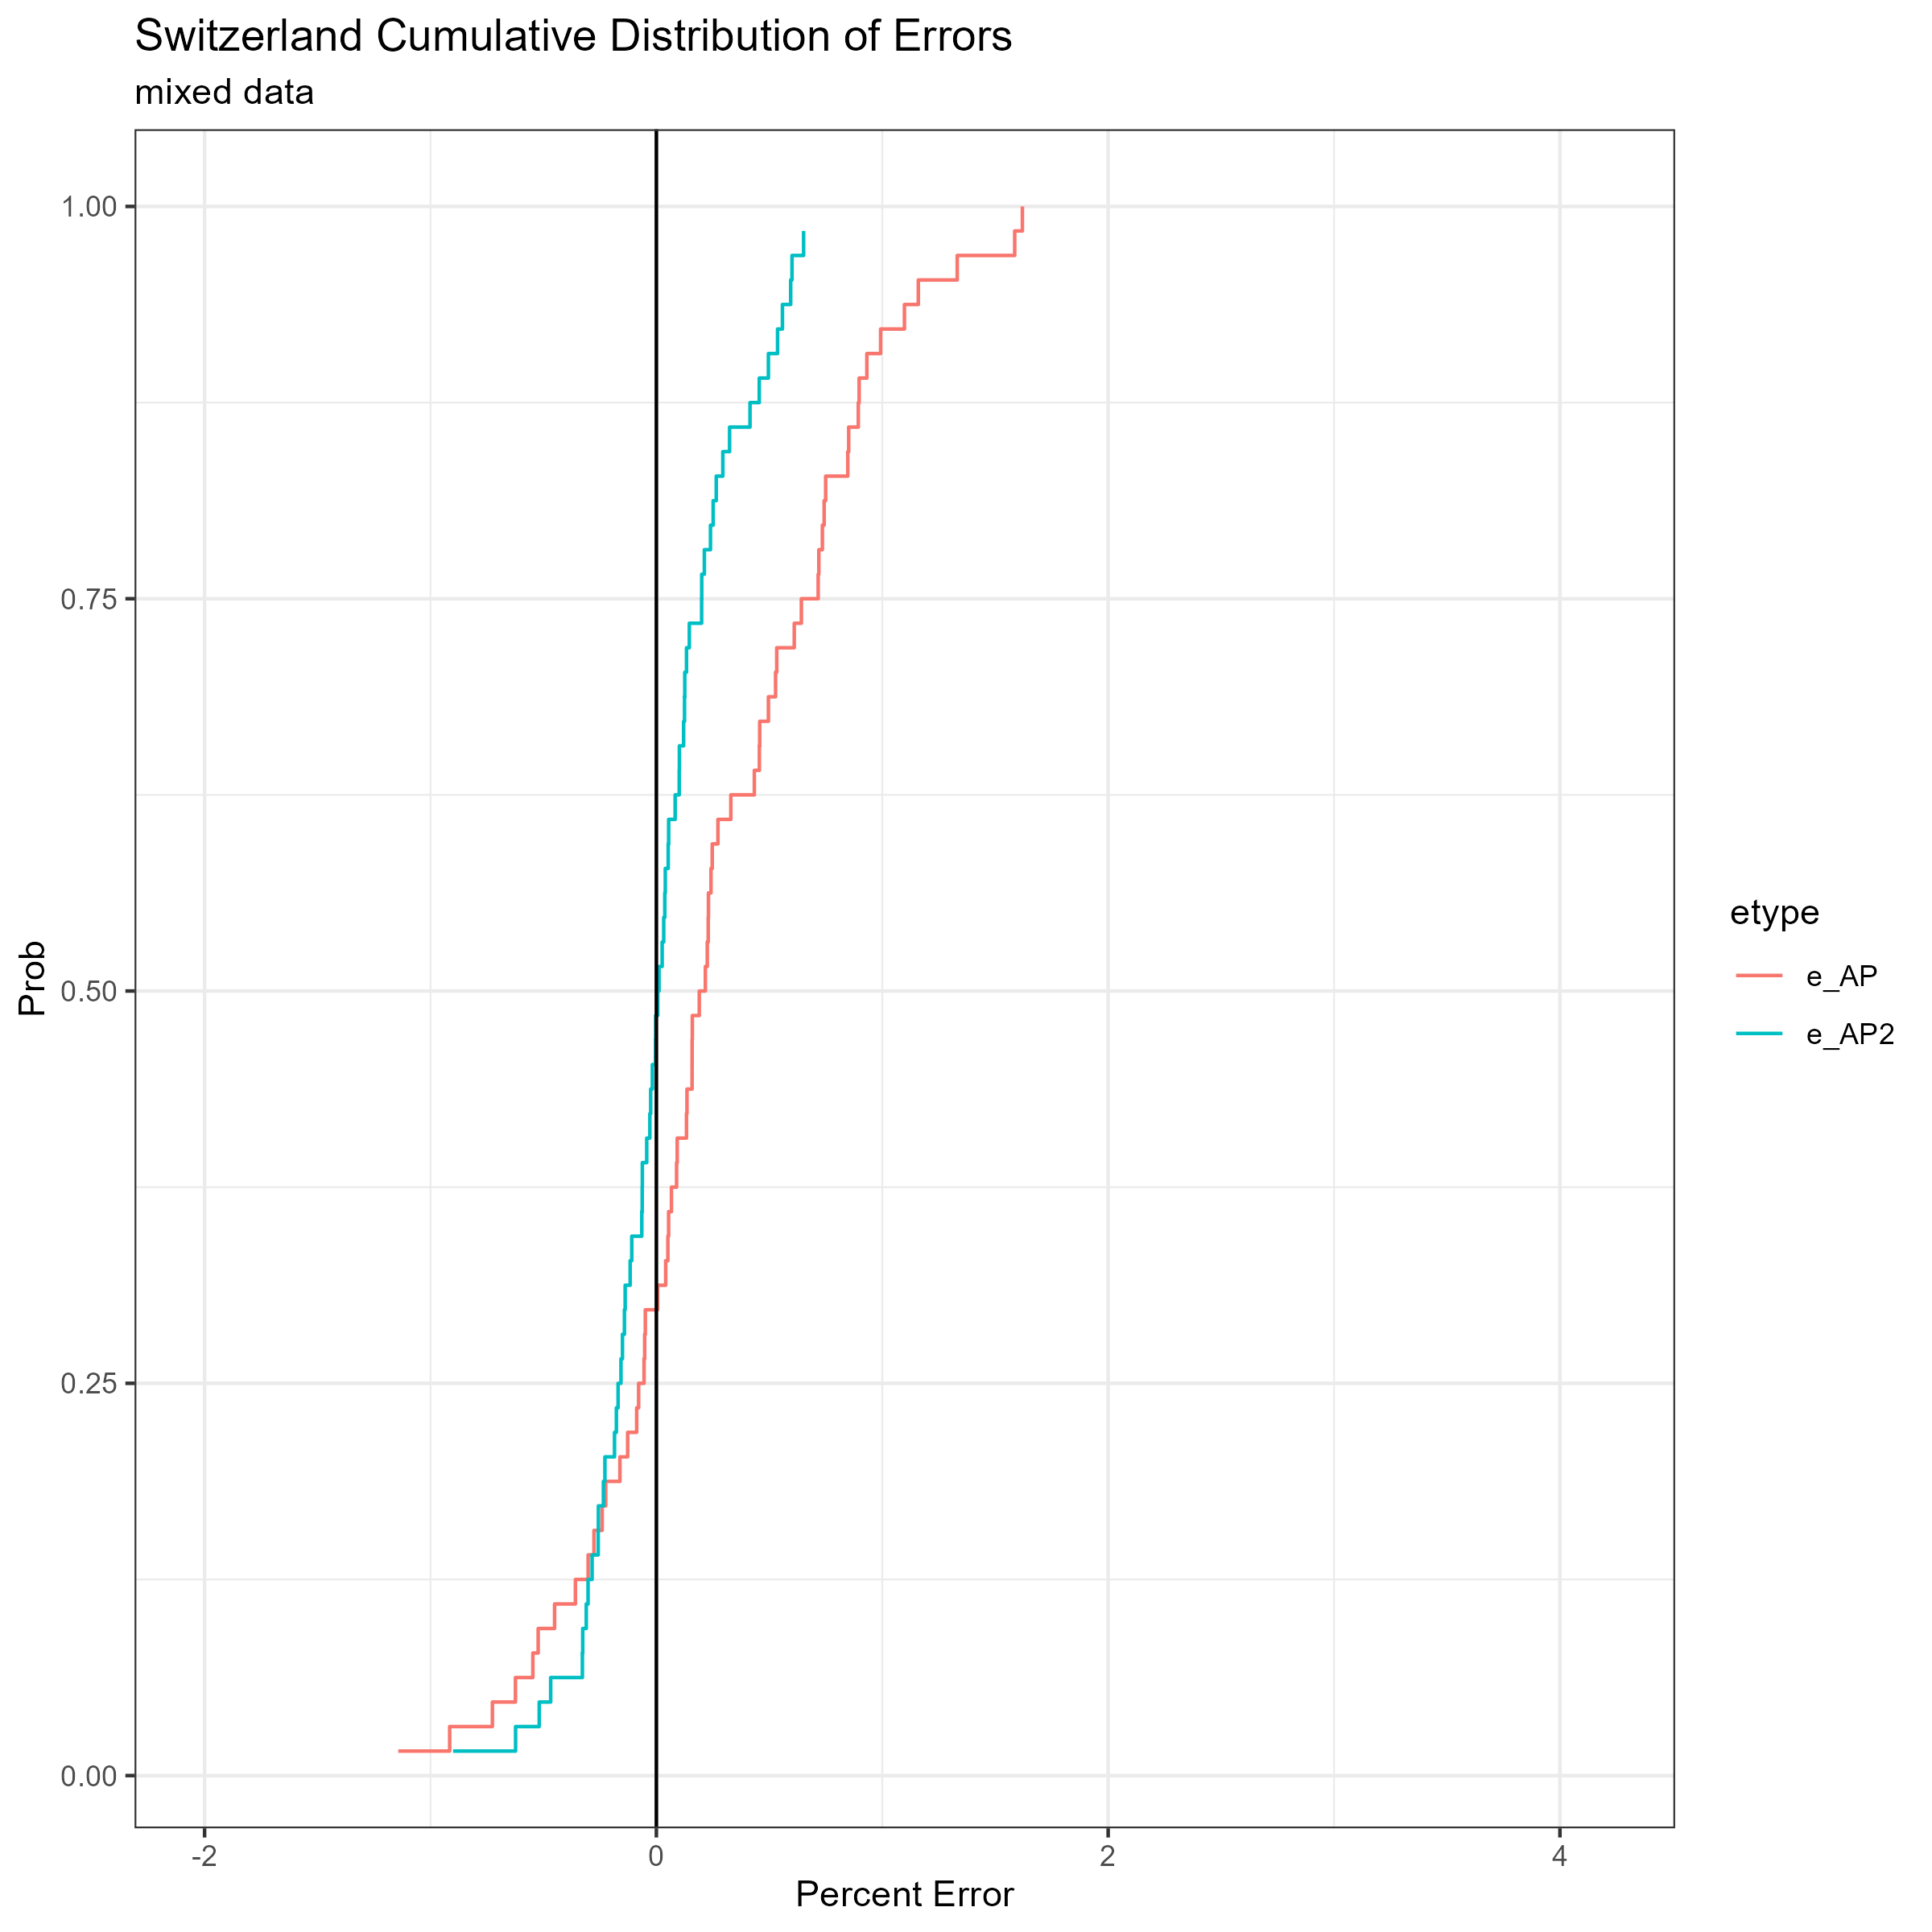 Switzerland Cumulative Distribution of Errors
mixed data
1.00
0.75
0.50
0.25
0.00
Prob
-2
0
2
4
Percent Error
etype
e_AP
e_AP2